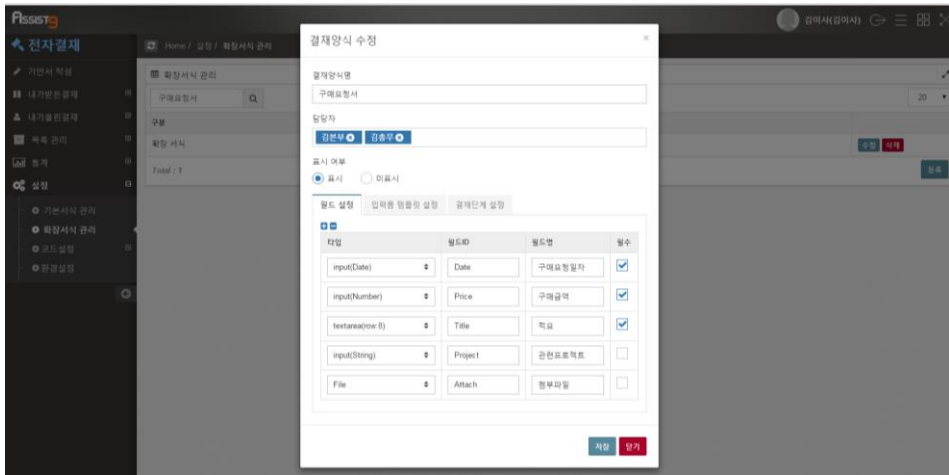 Assist9
김이사(김이사)
전자결재
Home / 설정 / 확장서식 관리
기안서 작성
내가받은결재
내가올린결재
목록 관리
통계
설정
기본서식 관리
확장서식 관리
코드설정
환경설정
확장서식 관리
구매요청서
20
구분
확장 서식
수정 삭제
Total : 1
등록
결재양식 수정
×
결재양식명
구매요청서
담당자
김본부 김총무
표시 여부
표시 미표시
필드 설정 입력폼 템플릿 설정 결재단계 설정
타입 필드ID 필드명 필수
input(Date) Date 구매요청일자
input(Number) Price 구매금액
textarea(row 8) Title 적요
input(String) Project 관련프로젝트
File Attach 첨부파일
저장 닫기